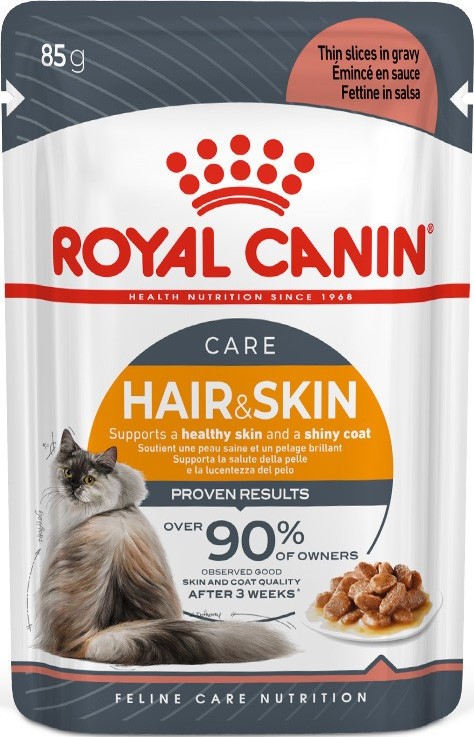 85g
Thin slices in gravy
Émincé en sauce
Fettine in salsa
ROYAL CANIN®
HEALTH NUTRITION SINCE 1968
CARE
HAIR&SKIN
Supports a healthy skin and a shiny coat
Soutient une peau saine et un pelage brillant
Supporta la salute della pelle
e la lucentezza del pelo
PROVEN RESULTS
OVER 90% OF OWNERS
OBSERVED GOOD
SKIN AND COAT QUALITY
AFTER 3 WEEKS*
FELINE CARE NUTRITION